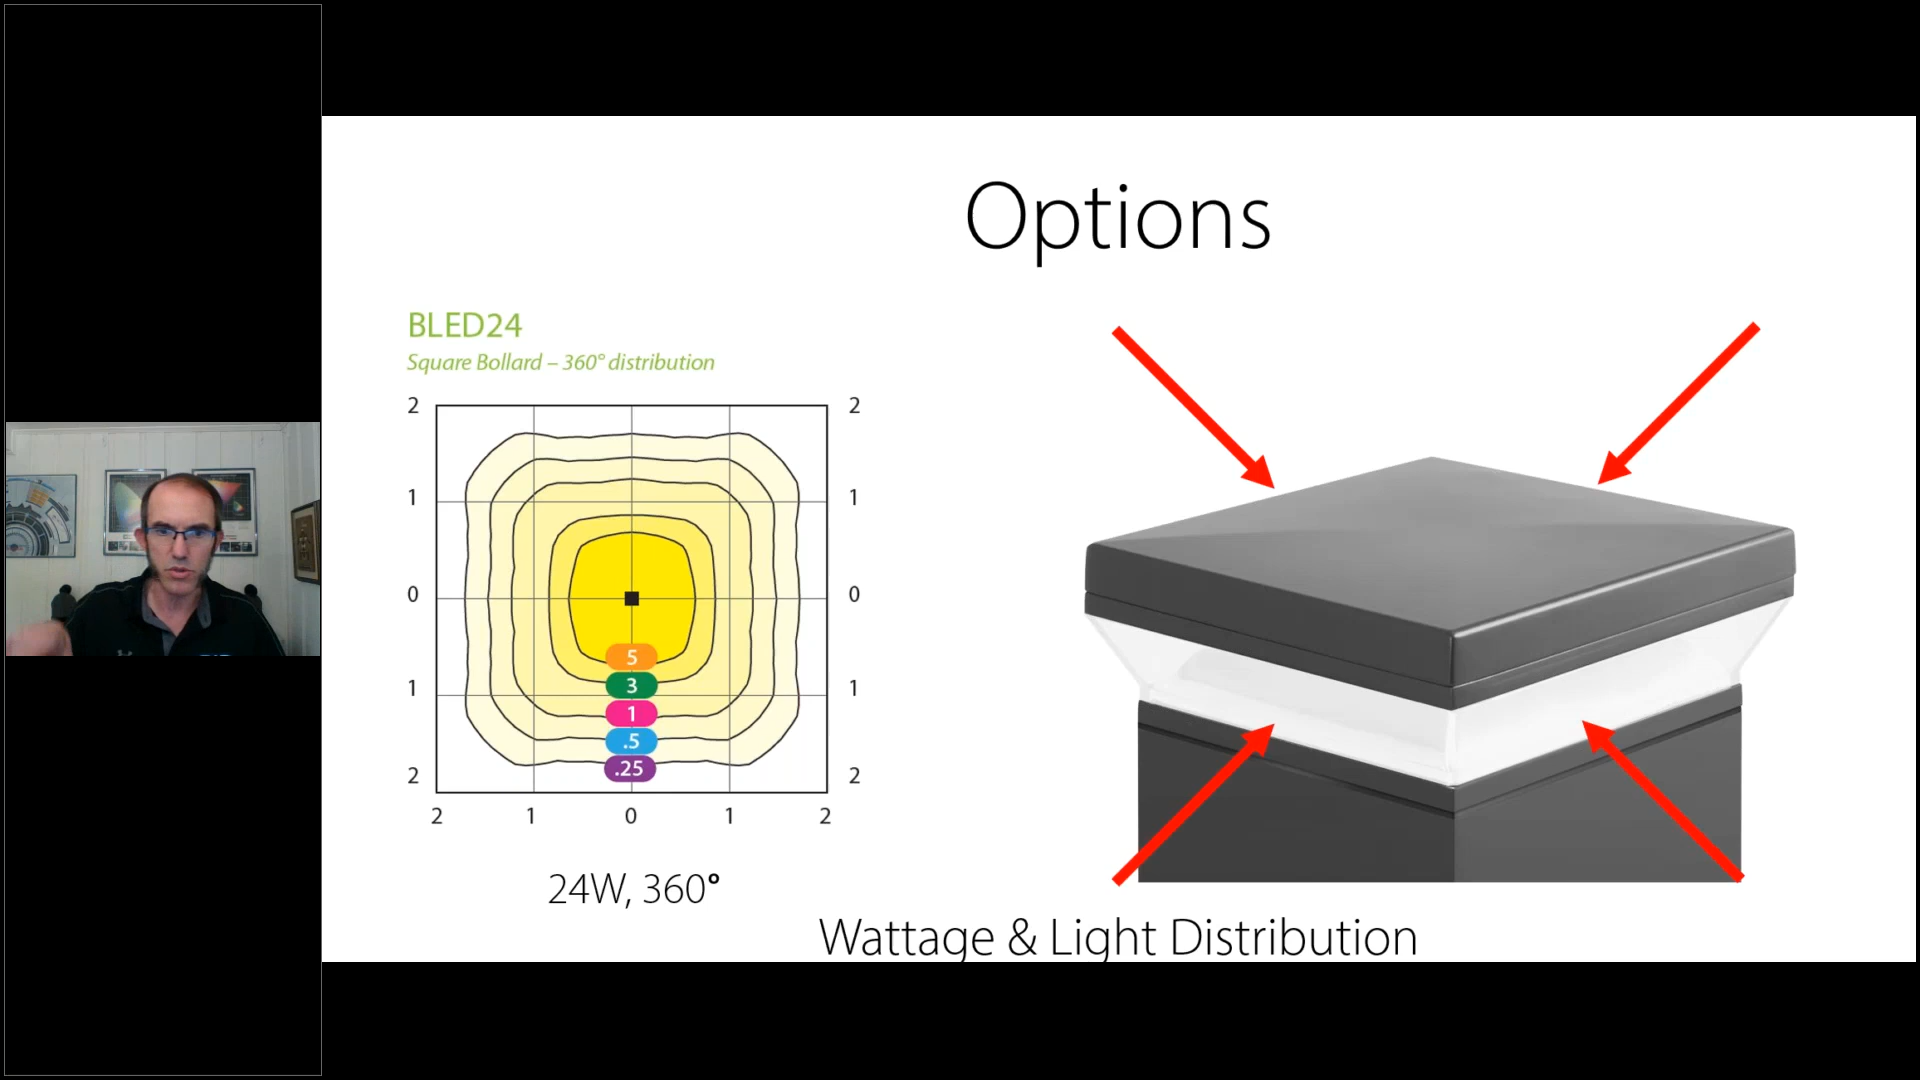 Options
BLED24
Square Bollard – 360° distribution
2 2
1 1
0 0
5
3
1 1
1
.5
.25
2 2
2 1 0 1 2
24W, 360°
Wattage & Light Distribution